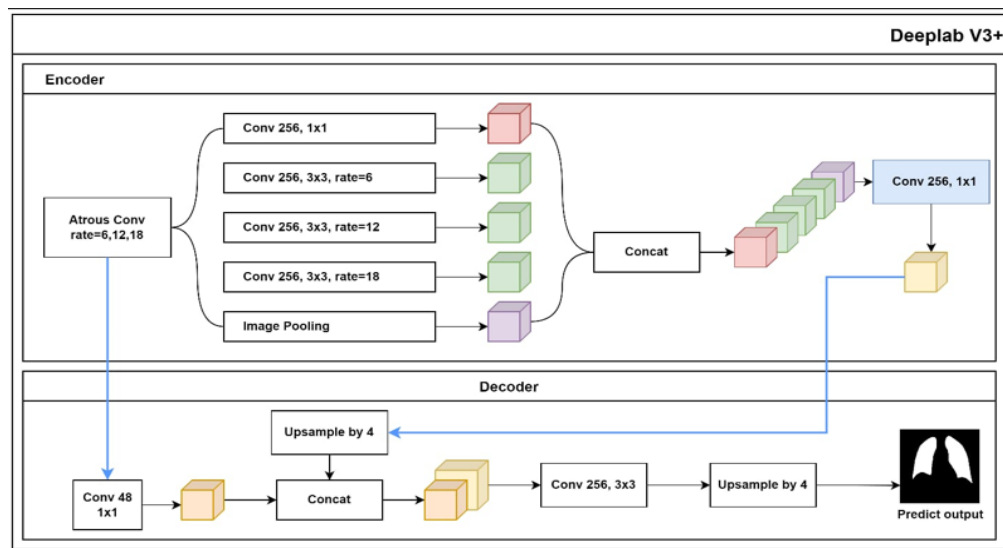 Deeplab V3+
Encoder
Conv 256, 1x1
Conv 256, 3x3, rate=6
Conv 256, 3x3, rate=12
Conv 256, 3x3, rate=18
Image Pooling
Atrous Conv
rate=6,12,18
Concat
Conv 256, 1x1
Decoder
Upsample by 4
Conv 48
1x1
Concat
Conv 256, 3x3
Upsample by 4
Predict output